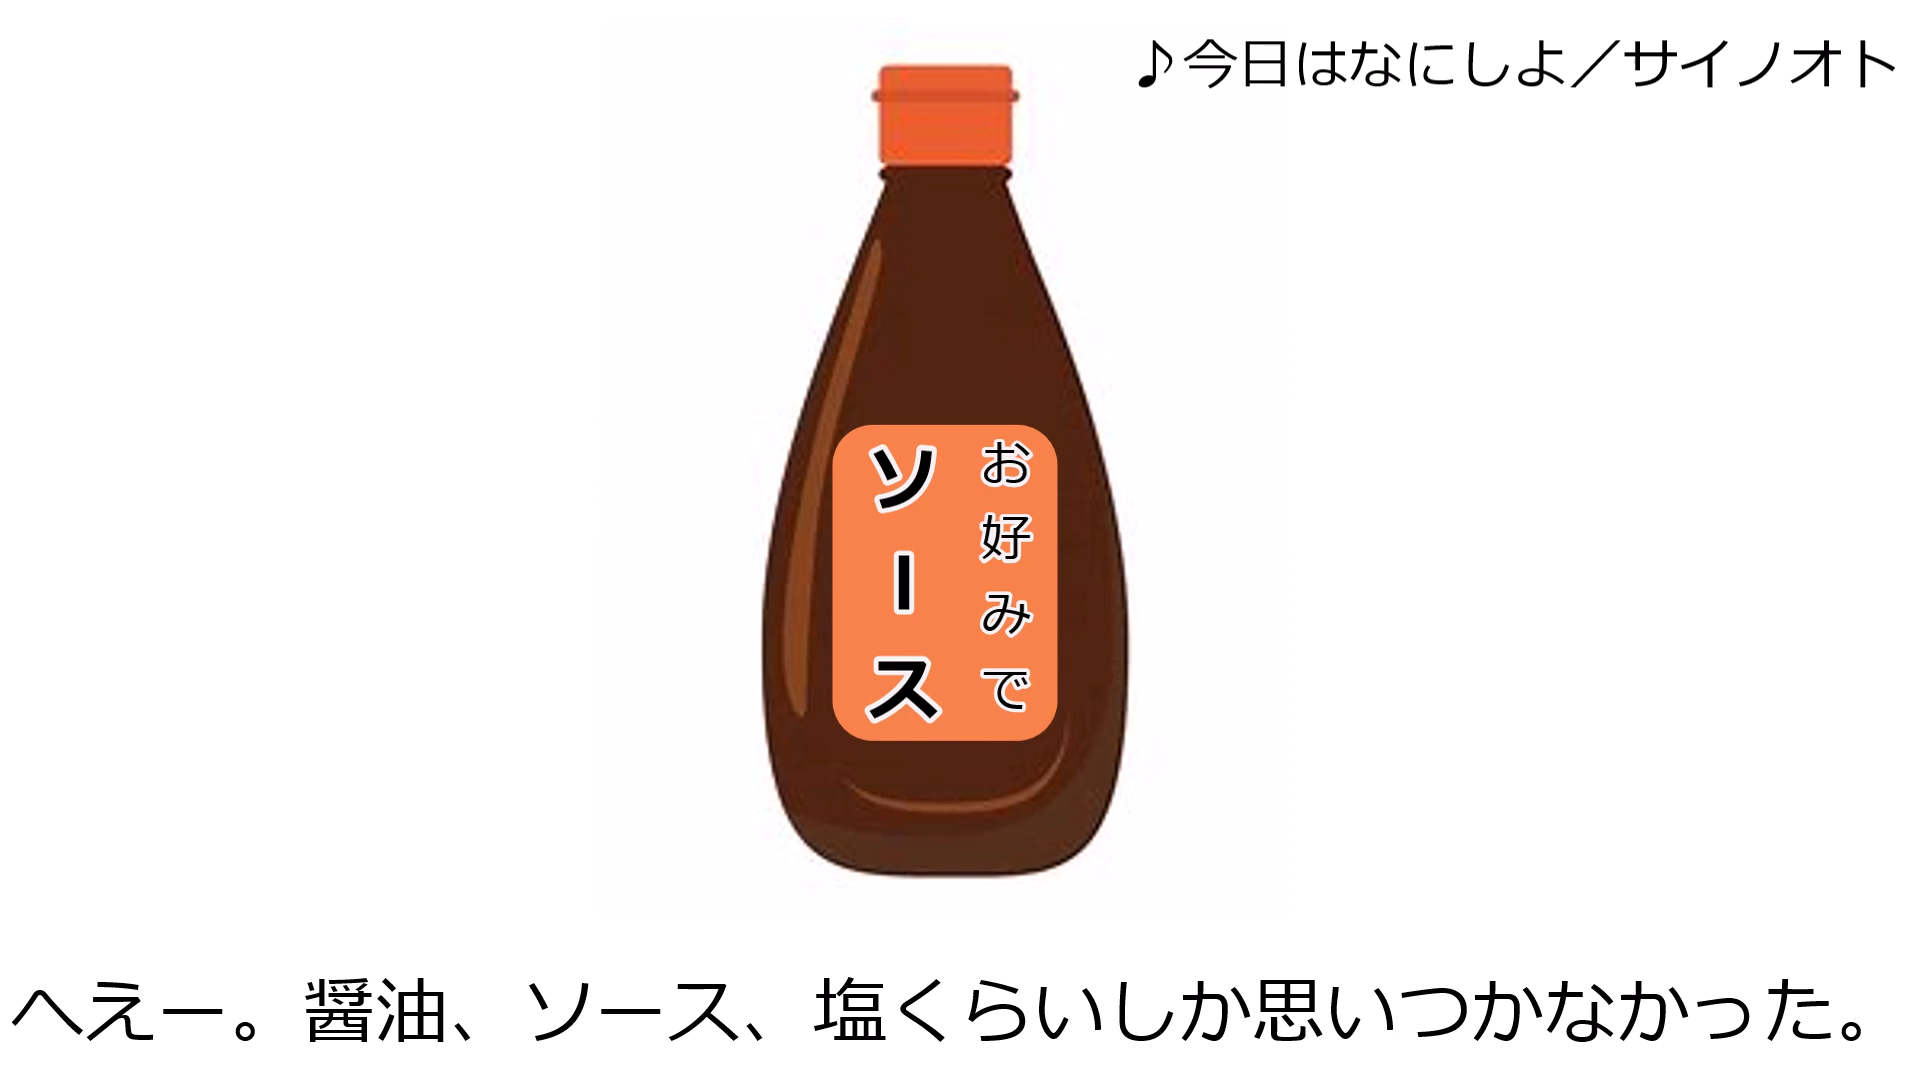 ♪今日はなにしよ／サイノオト
お好みで
ソース
へえー。醤油、ソース、塩くらいしか思いつかなかった。